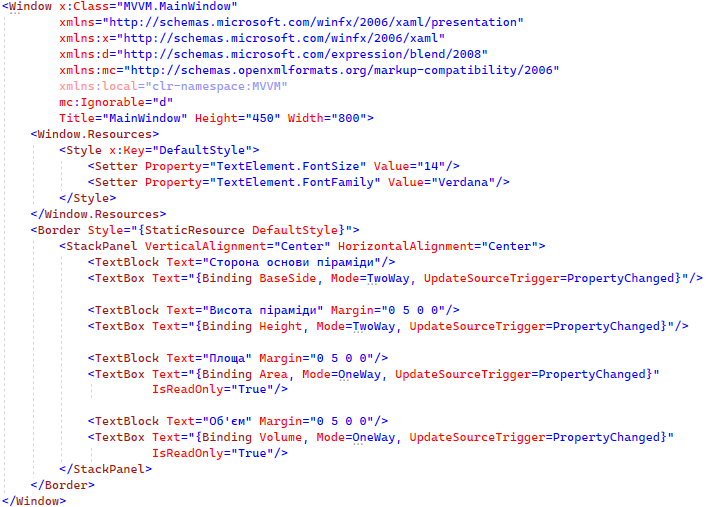 <Window x:Class="MVVM.MainWindow"
        xmlns="http://schemas.microsoft.com/winfx/2006/xaml/presentation"
        xmlns:x="http://schemas.microsoft.com/winfx/2006/xaml"
        xmlns:d="http://schemas.microsoft.com/expression/blend/2008"
        xmlns:mc="http://schemas.openxmlformats.org/markup-compatibility/2006"
        xmlns:local="clr-namespace:MVVM"
        mc:Ignorable="d"
        Title="MainWindow" Height="450" Width="800">
    <Window.Resources>
        <Style x:Key="DefaultStyle">
            <Setter Property="TextElement.FontSize" Value="14"/>
            <Setter Property="TextElement.FontFamily" Value="Verdana"/>
        </Style>
    </Window.Resources>
    <Border Style="{StaticResource DefaultStyle}">
        <StackPanel VerticalAlignment="Center" HorizontalAlignment="Center">
            <TextBlock Text="Сторона основи піраміди"/>
            <TextBox Text="{Binding BaseSide, Mode=TwoWay, UpdateSourceTrigger=PropertyChanged}"/>

            <TextBlock Text="Висота піраміди" Margin="0 5 0 0"/>
            <TextBox Text="{Binding Height, Mode=TwoWay, UpdateSourceTrigger=PropertyChanged}"/>

            <TextBlock Text="Площа" Margin="0 5 0 0"/>
            <TextBox Text="{Binding Area, Mode=OneWay, UpdateSourceTrigger=PropertyChanged}"
                     IsReadOnly="True"/>

            <TextBlock Text="Об'єм" Margin="0 5 0 0"/>
            <TextBox Text="{Binding Volume, Mode=OneWay, UpdateSourceTrigger=PropertyChanged}"
                     IsReadOnly="True"/>
        </StackPanel>
    </Border>
</Window>